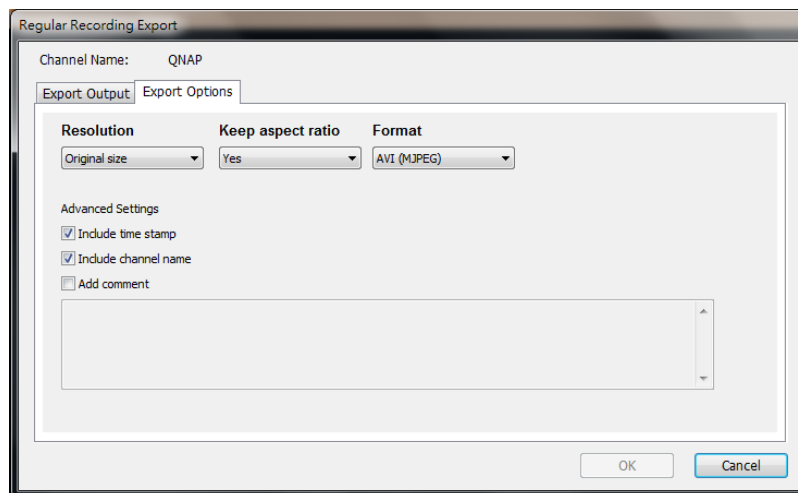 Regular Recording Export
Channel Name: QNAP
Export Output Export Options
Resolution Keep aspect ratio Format
Original size Yes AVI (MJPEG)
Advanced Settings
Include time stamp
Include channel name
Add comment
OK Cancel